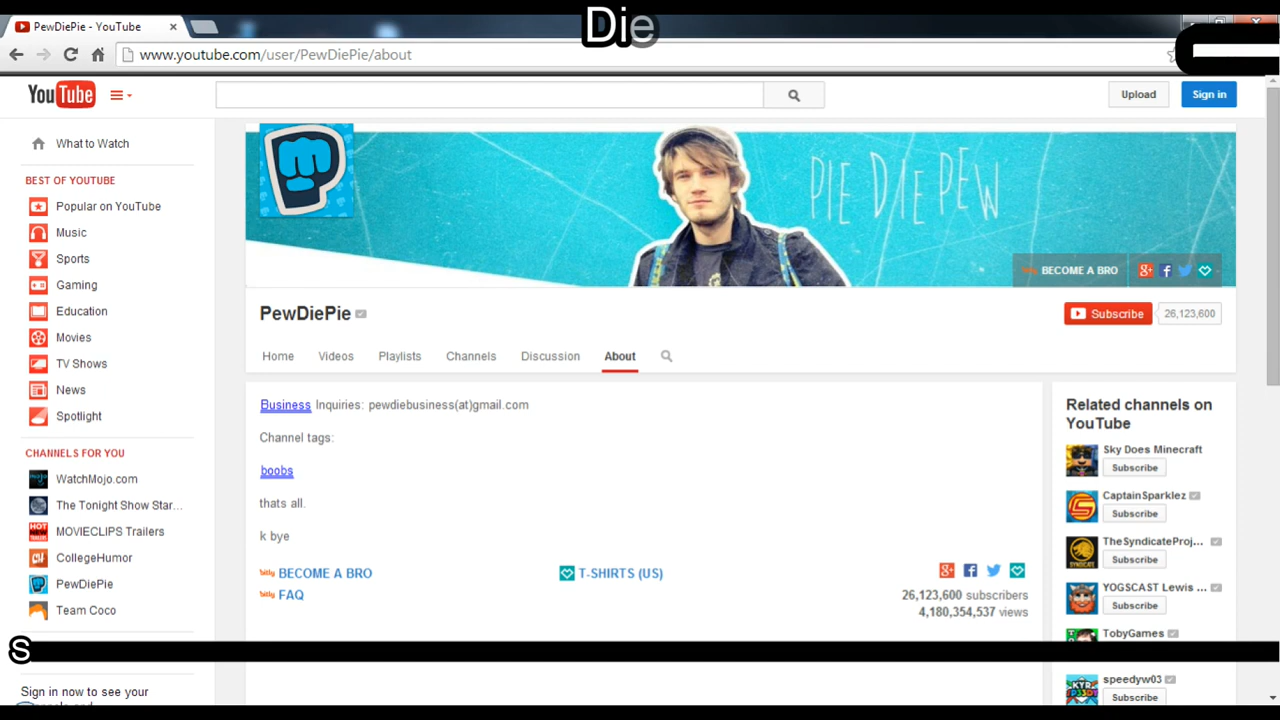 Die
PewDiePie - YouTube
www.youtube.com/user/PewDiePie/about
YouTube
Upload
Sign in
What to Watch
BEST OF YOUTUBE
Popular on YouTube
Music
Sports
Gaming
Education
Movies
TV Shows
News
Spotlight
CHANNELS FOR YOU
WatchMojo.com
The Tonight Show Star...
MOVIECLIPS Trailers
CollegeHumor
PewDiePie
Team Coco
S
Sign in now to see your
PIE DIE PEW
BECOME A BRO
PewDiePie
Subscribe 26,123,600
Home Videos Playlists Channels Discussion About
Business Inquiries: pewdiebusiness(at)gmail.com
Channel tags:
boobs
thats all.
k bye
bitly BECOME A BRO
T-SHIRTS (US)
bitly FAQ
26,123,600 subscribers
4,180,354,537 views
Related channels on
YouTube
Sky Does Minecraft
Subscribe
CaptainSparklez
Subscribe
TheSyndicateProj...
Subscribe
YOGSCAST Lewis ...
Subscribe
TobyGames
speedyw03
Subscribe